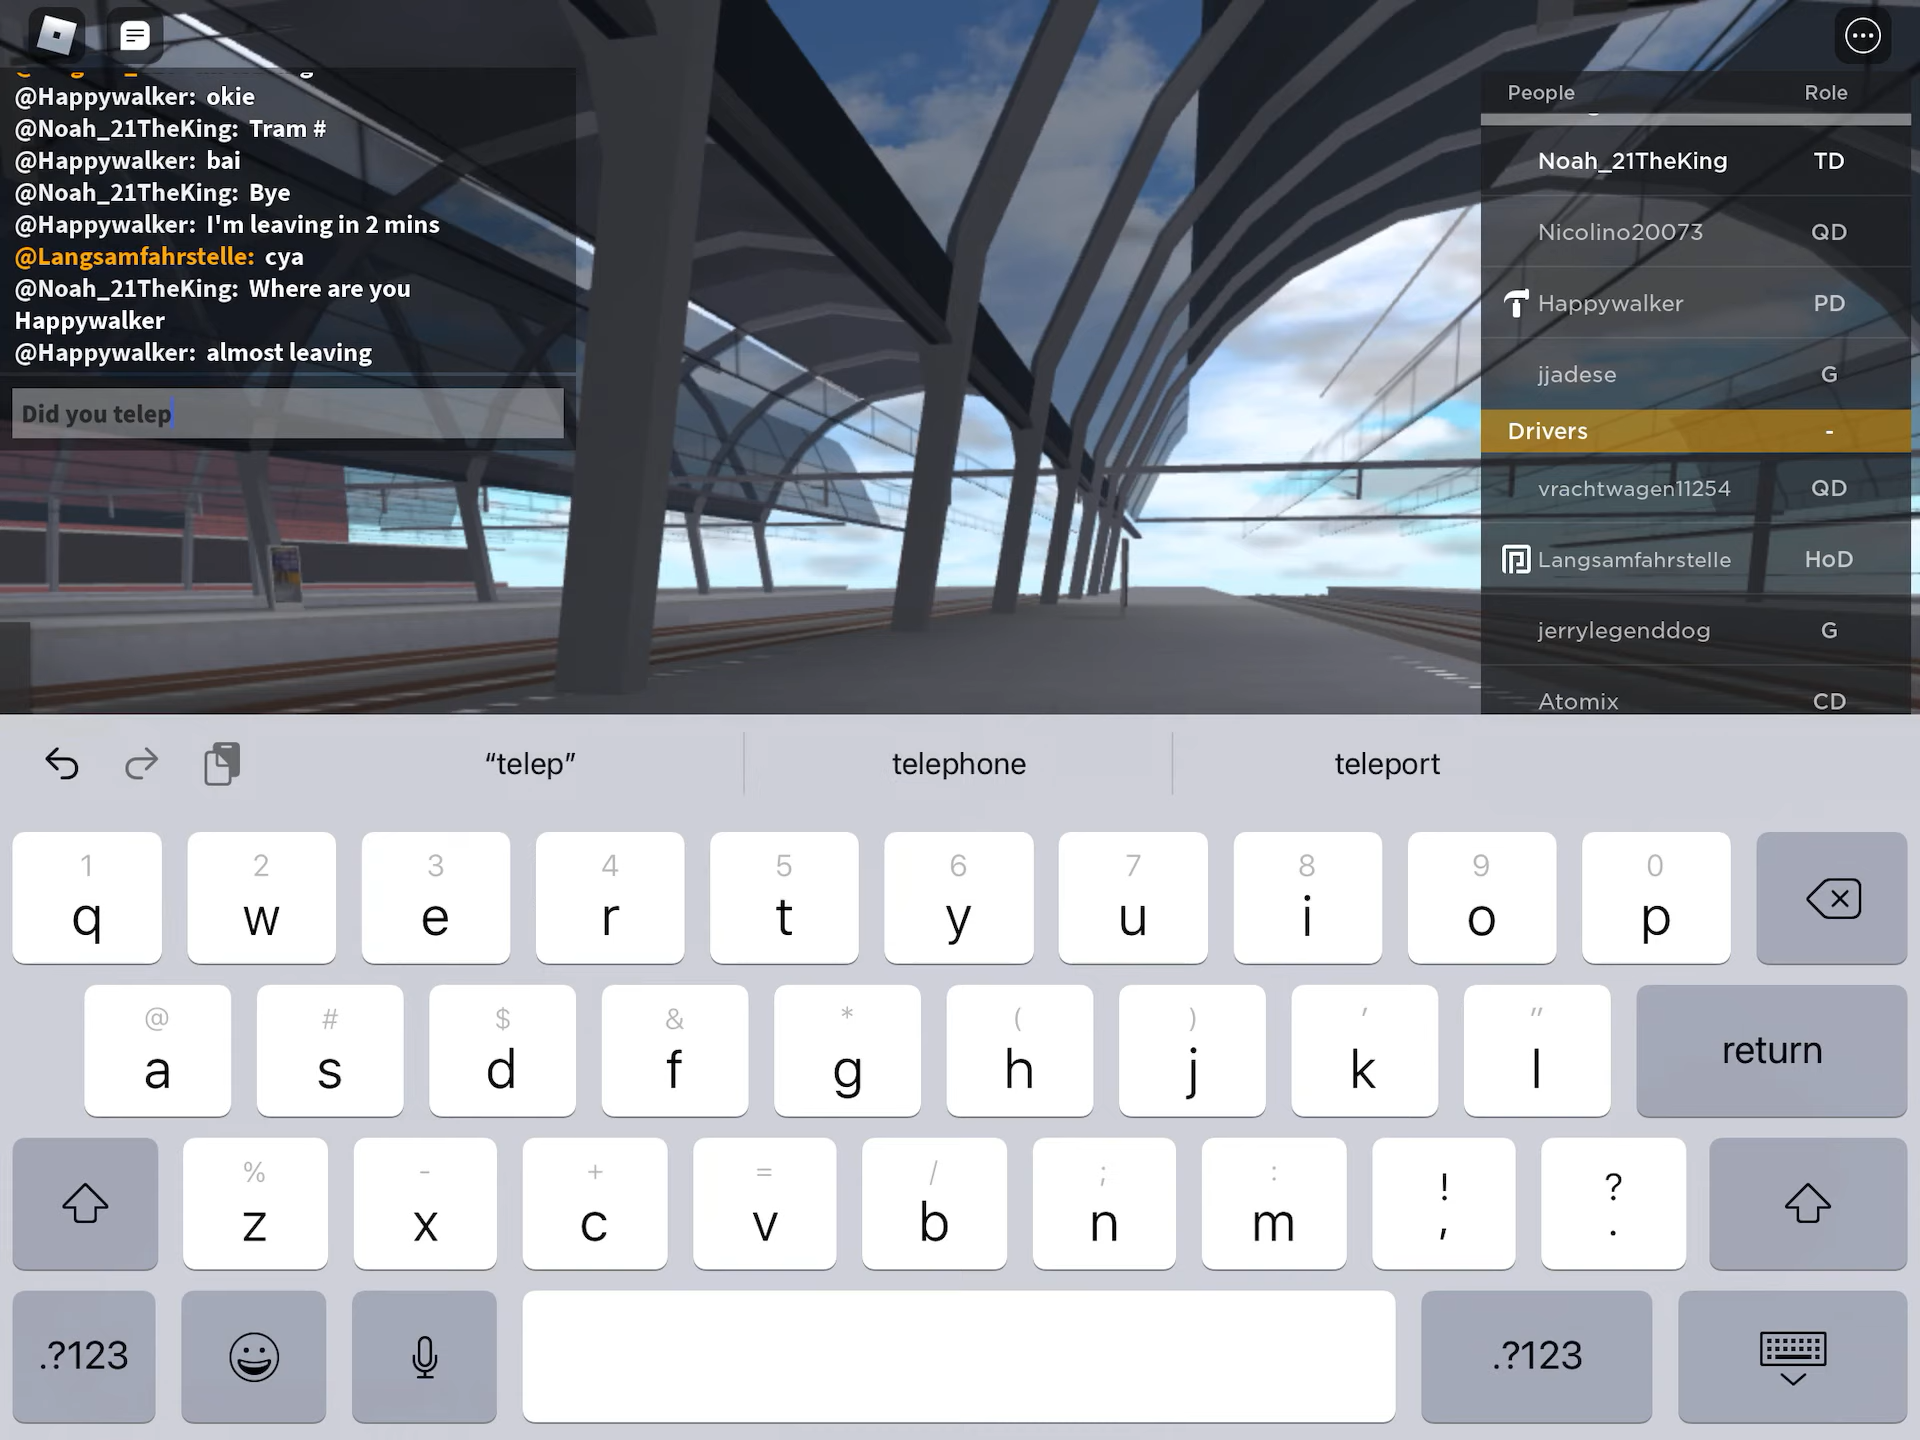 @Happywalker: okie
@Noah_21TheKing: Tram #
@Happywalker: bai
@Noah_21TheKing: Bye
@Happywalker: I'm leaving in 2 mins
@Langsamfahrstelle: cya
@Noah_21TheKing: Where are you
Happywalker
@Happywalker: almost leaving
Did you telep
People Role
Noah_21TheKing TD
Nicolino20073 QD
Happywalker PD
jjadese G
Drivers -
vrachtwagen11254 QD
Langsamfahrstelle HoD
jerrylegenddog G
Atomix CD
“telep” telephone teleport
1 2 3 4 5 6 7 8 9 0
q w e r t y u i o p
@ # $ & * ( ) ' "
a s d f g h j k l return
% - + = / ; : ! ?
z x c v b n m , .
.?123 .?123